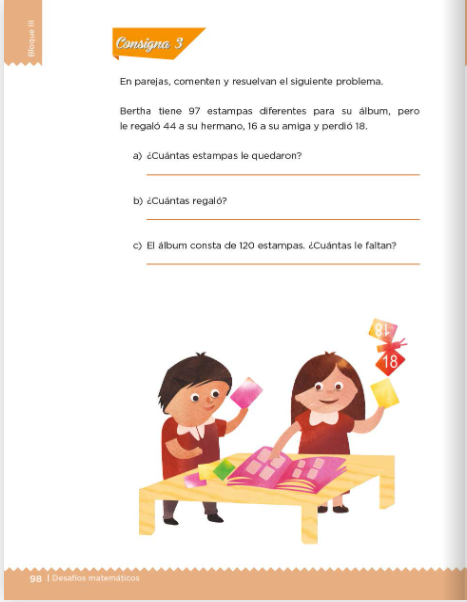 Bloque III
Consigna 3
En parejas, comenten y resuelvan el siguiente problema.
Bertha tiene 97 estampas diferentes para su álbum, pero
le regaló 44 a su hermano, 16 a su amiga y perdió 18.
a) ¿Cuántas estampas le quedaron?
b) ¿Cuántas regaló?
c) El álbum consta de 120 estampas. ¿Cuántas le faltan?
18
18
98 | Desafíos matemáticos